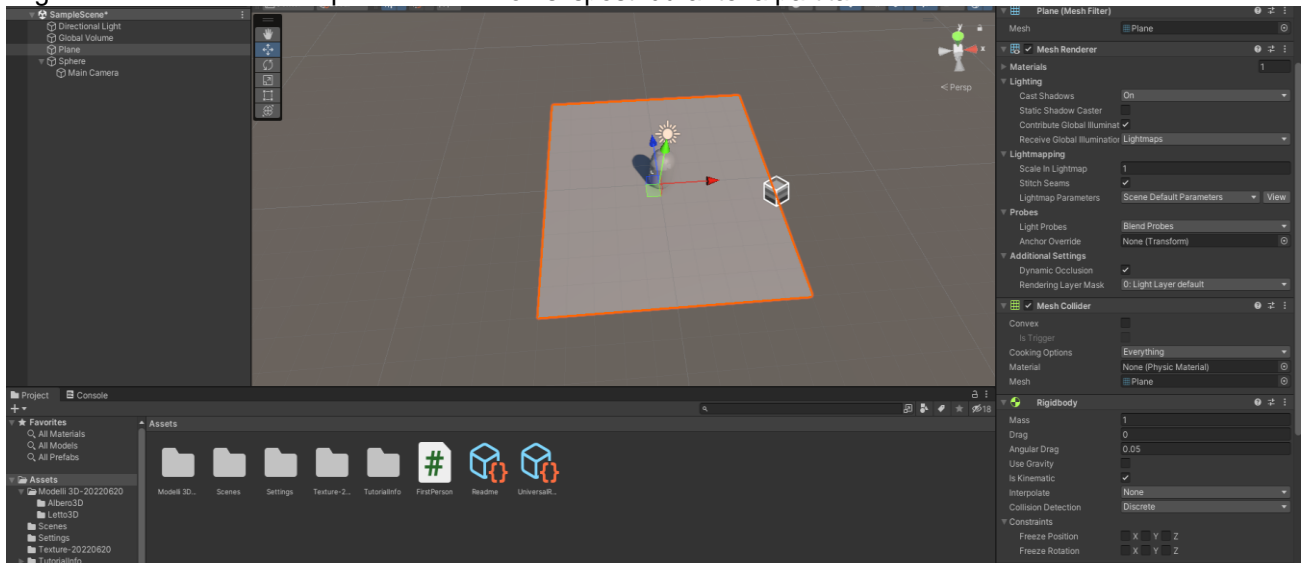 SampleScene*
Directional Light
Global Volume
Plane
Sphere
Main Camera
y
x
Persp
Plane (Mesh Filter)
Mesh Plane
Mesh Renderer
Materials 1
Lighting
Cast Shadows On
Static Shadow Caster
Contribute Global Illuminat
Receive Global Illumination Lightmaps
Lightmapping
Scale In Lightmap 1
Stitch Seams
Lightmap Parameters Scene Default Parameters View
Probes
Light Probes Blend Probes
Anchor Override None (Transform)
Additional Settings
Dynamic Occlusion
Rendering Layer Mask 0: Light Layer default
Mesh Collider
Convex
Is Trigger
Cooking Options Everything
Material None (Physic Material)
Mesh Plane
Rigidbody
Mass 1
Drag 0
Angular Drag 0.05
Use Gravity
Is Kinematic
Interpolate None
Collision Detection Discrete
Constraints
Freeze Position X Y Z
Freeze Rotation X Y Z
Project Console
18
Favorites
All Materials
All Models
All Prefabs
Assets
Modelli 3D-20220620
Albero3D
Letto3D
Scenes
Settings
Texture-20220620
TutorialInfo
Assets
Modelli 3D... Scenes Settings Texture-2... TutorialInfo FirstPerson Readme UniversalR...